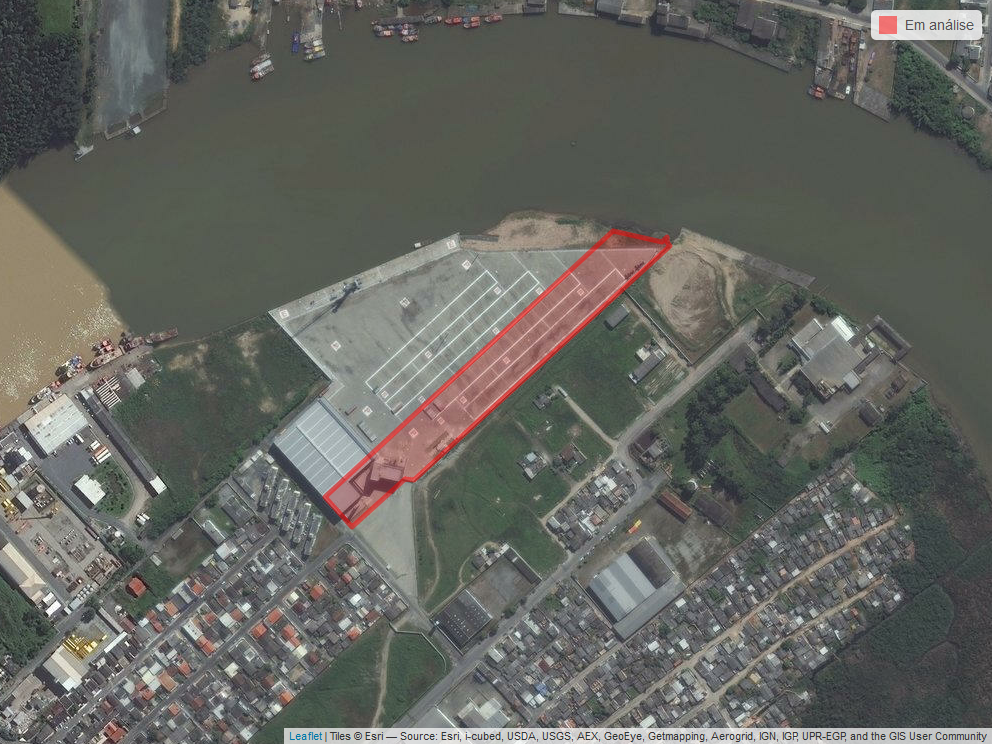 Em análise
Leaflet | Tiles © Esri — Source: Esri, i-cubed, USDA, USGS, AEX, GeoEye, Getmapping, Aerogrid, IGN, IGP, UPR-EGP, and the GIS User Community